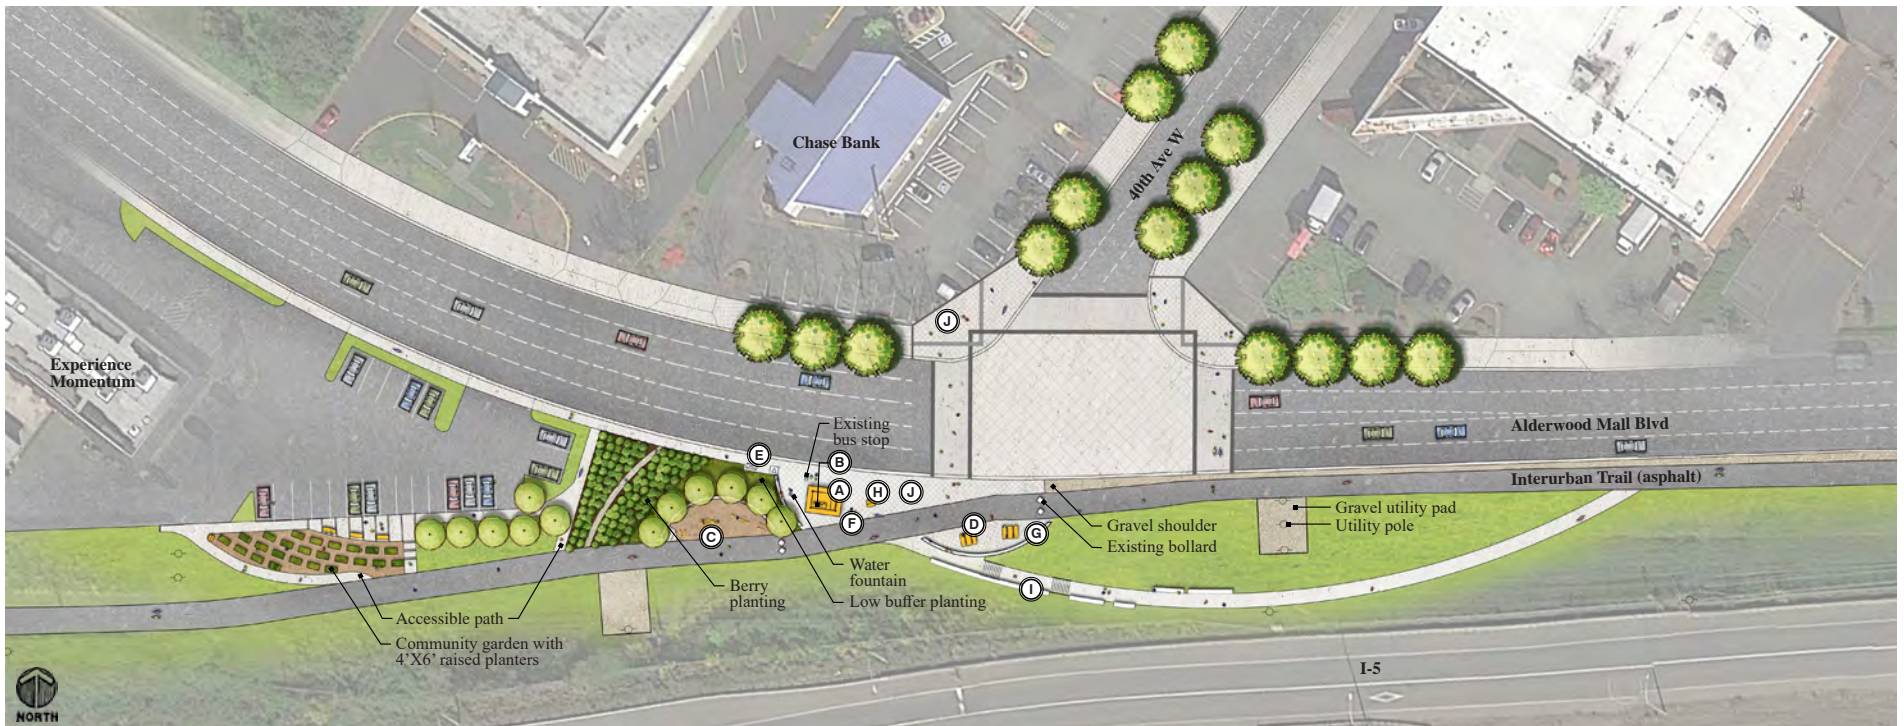 Chase Bank
40th Ave W
J
Experience
Momentum
Existing
bus stop
E
B
A
H
J
F
D
G
C
I
Alderwood Mall Blvd
Interurban Trail (asphalt)
Gravel utility pad
Utility pole
Gravel shoulder
Existing bollard
Water
fountain
Low buffer planting
Berry
planting
Accessible path
Community garden with
4'X6' raised planters
I-5
NORTH